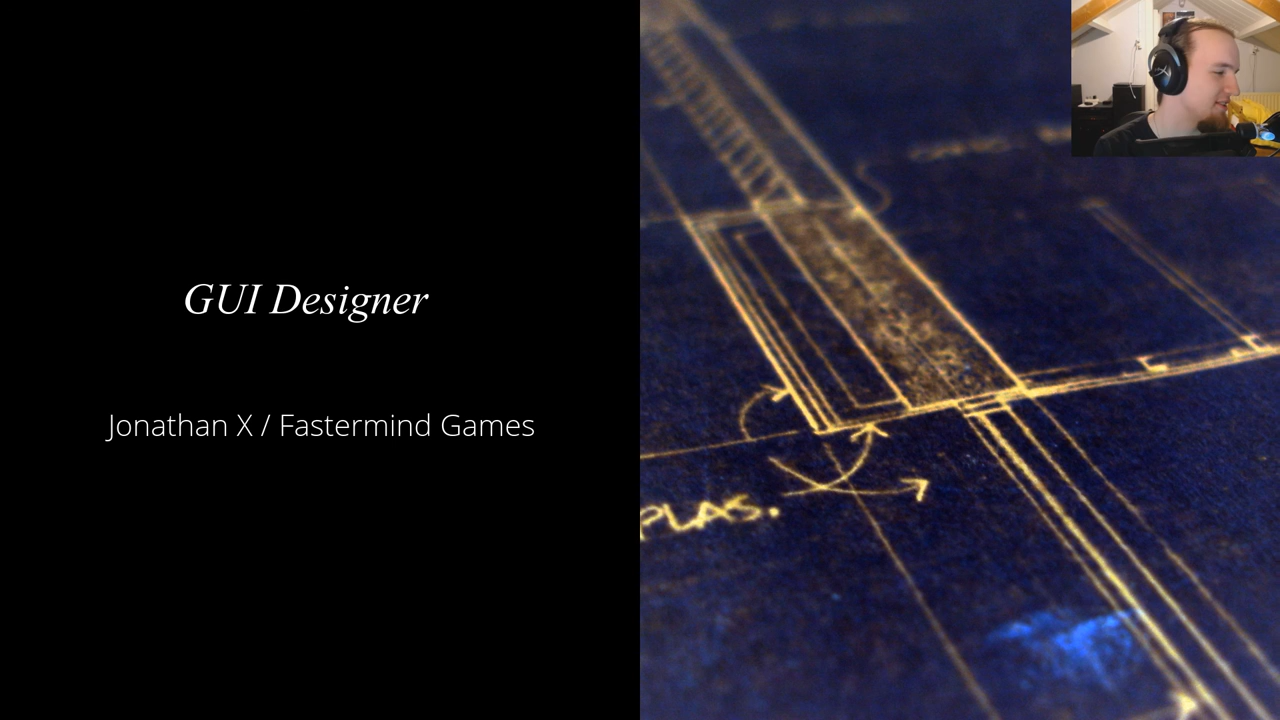 GUI Designer
Jonathan X / Fastermind Games
PLAS.